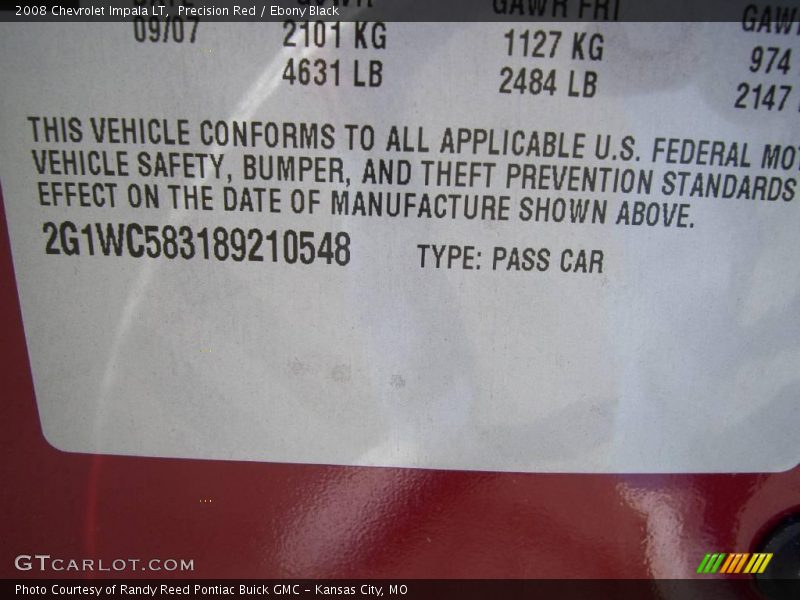 2008 Chevrolet Impala LT, Precision Red / Ebony Black
GAWR FRT
09/07 2101 KG 1127 KG 974
4631 LB 2484 LB 2147
THIS VEHICLE CONFORMS TO ALL APPLICABLE U.S. FEDERAL MOT
VEHICLE SAFETY, BUMPER, AND THEFT PREVENTION STANDARDS
EFFECT ON THE DATE OF MANUFACTURE SHOWN ABOVE.
2G1WC583189210548 TYPE: PASS CAR
GTCARLOT.COM
Photo Courtesy of Randy Reed Pontiac Buick GMC - Kansas City, MO